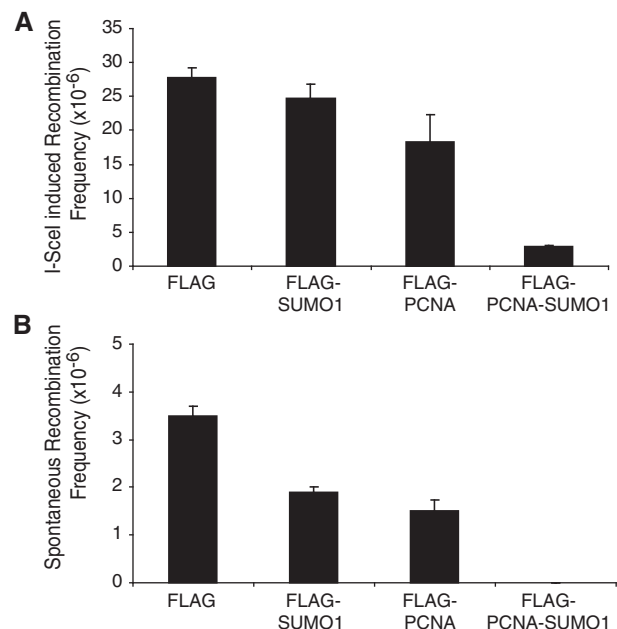 A
I-SceI induced Recombination
Frequency (x10-6)
35
30
25
20
15
10
5
0
FLAG
FLAG-
SUMO1
FLAG-
PCNA
FLAG-
PCNA-SUMO1
B
Spontaneous Recombination
Frequency (x10-6)
5
4
3
2
1
0
FLAG
FLAG-
SUMO1
FLAG-
PCNA
FLAG-
PCNA-SUMO1